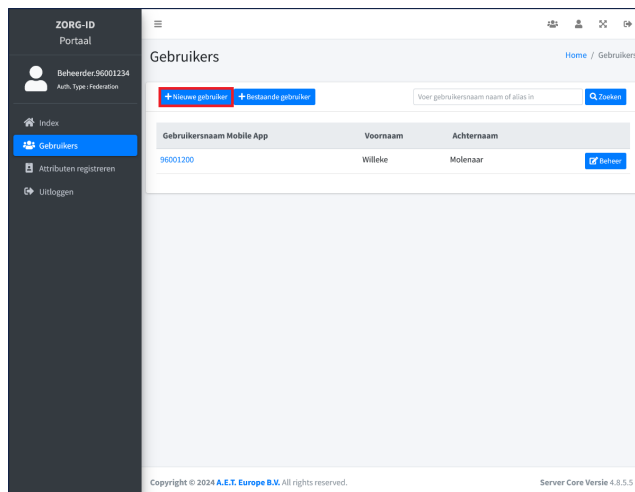 ZORG-ID
Portaal
Beheerder.96001234
Auth. Type : Federation
Index
Gebruikers
Attributen registreren
Uitloggen
Gebruikers
Home / Gebruikers
+Nieuwe gebruiker +Bestaande gebruiker Voer gebruikersnaam naam of alias in Zoeken
Gebruikersnaam Mobile App Voornaam Achternaam
96001200 Willeke Molenaar Beheer
Copyright © 2024 A.E.T. Europe B.V. All rights reserved. Server Core Versie 4.8.5.5